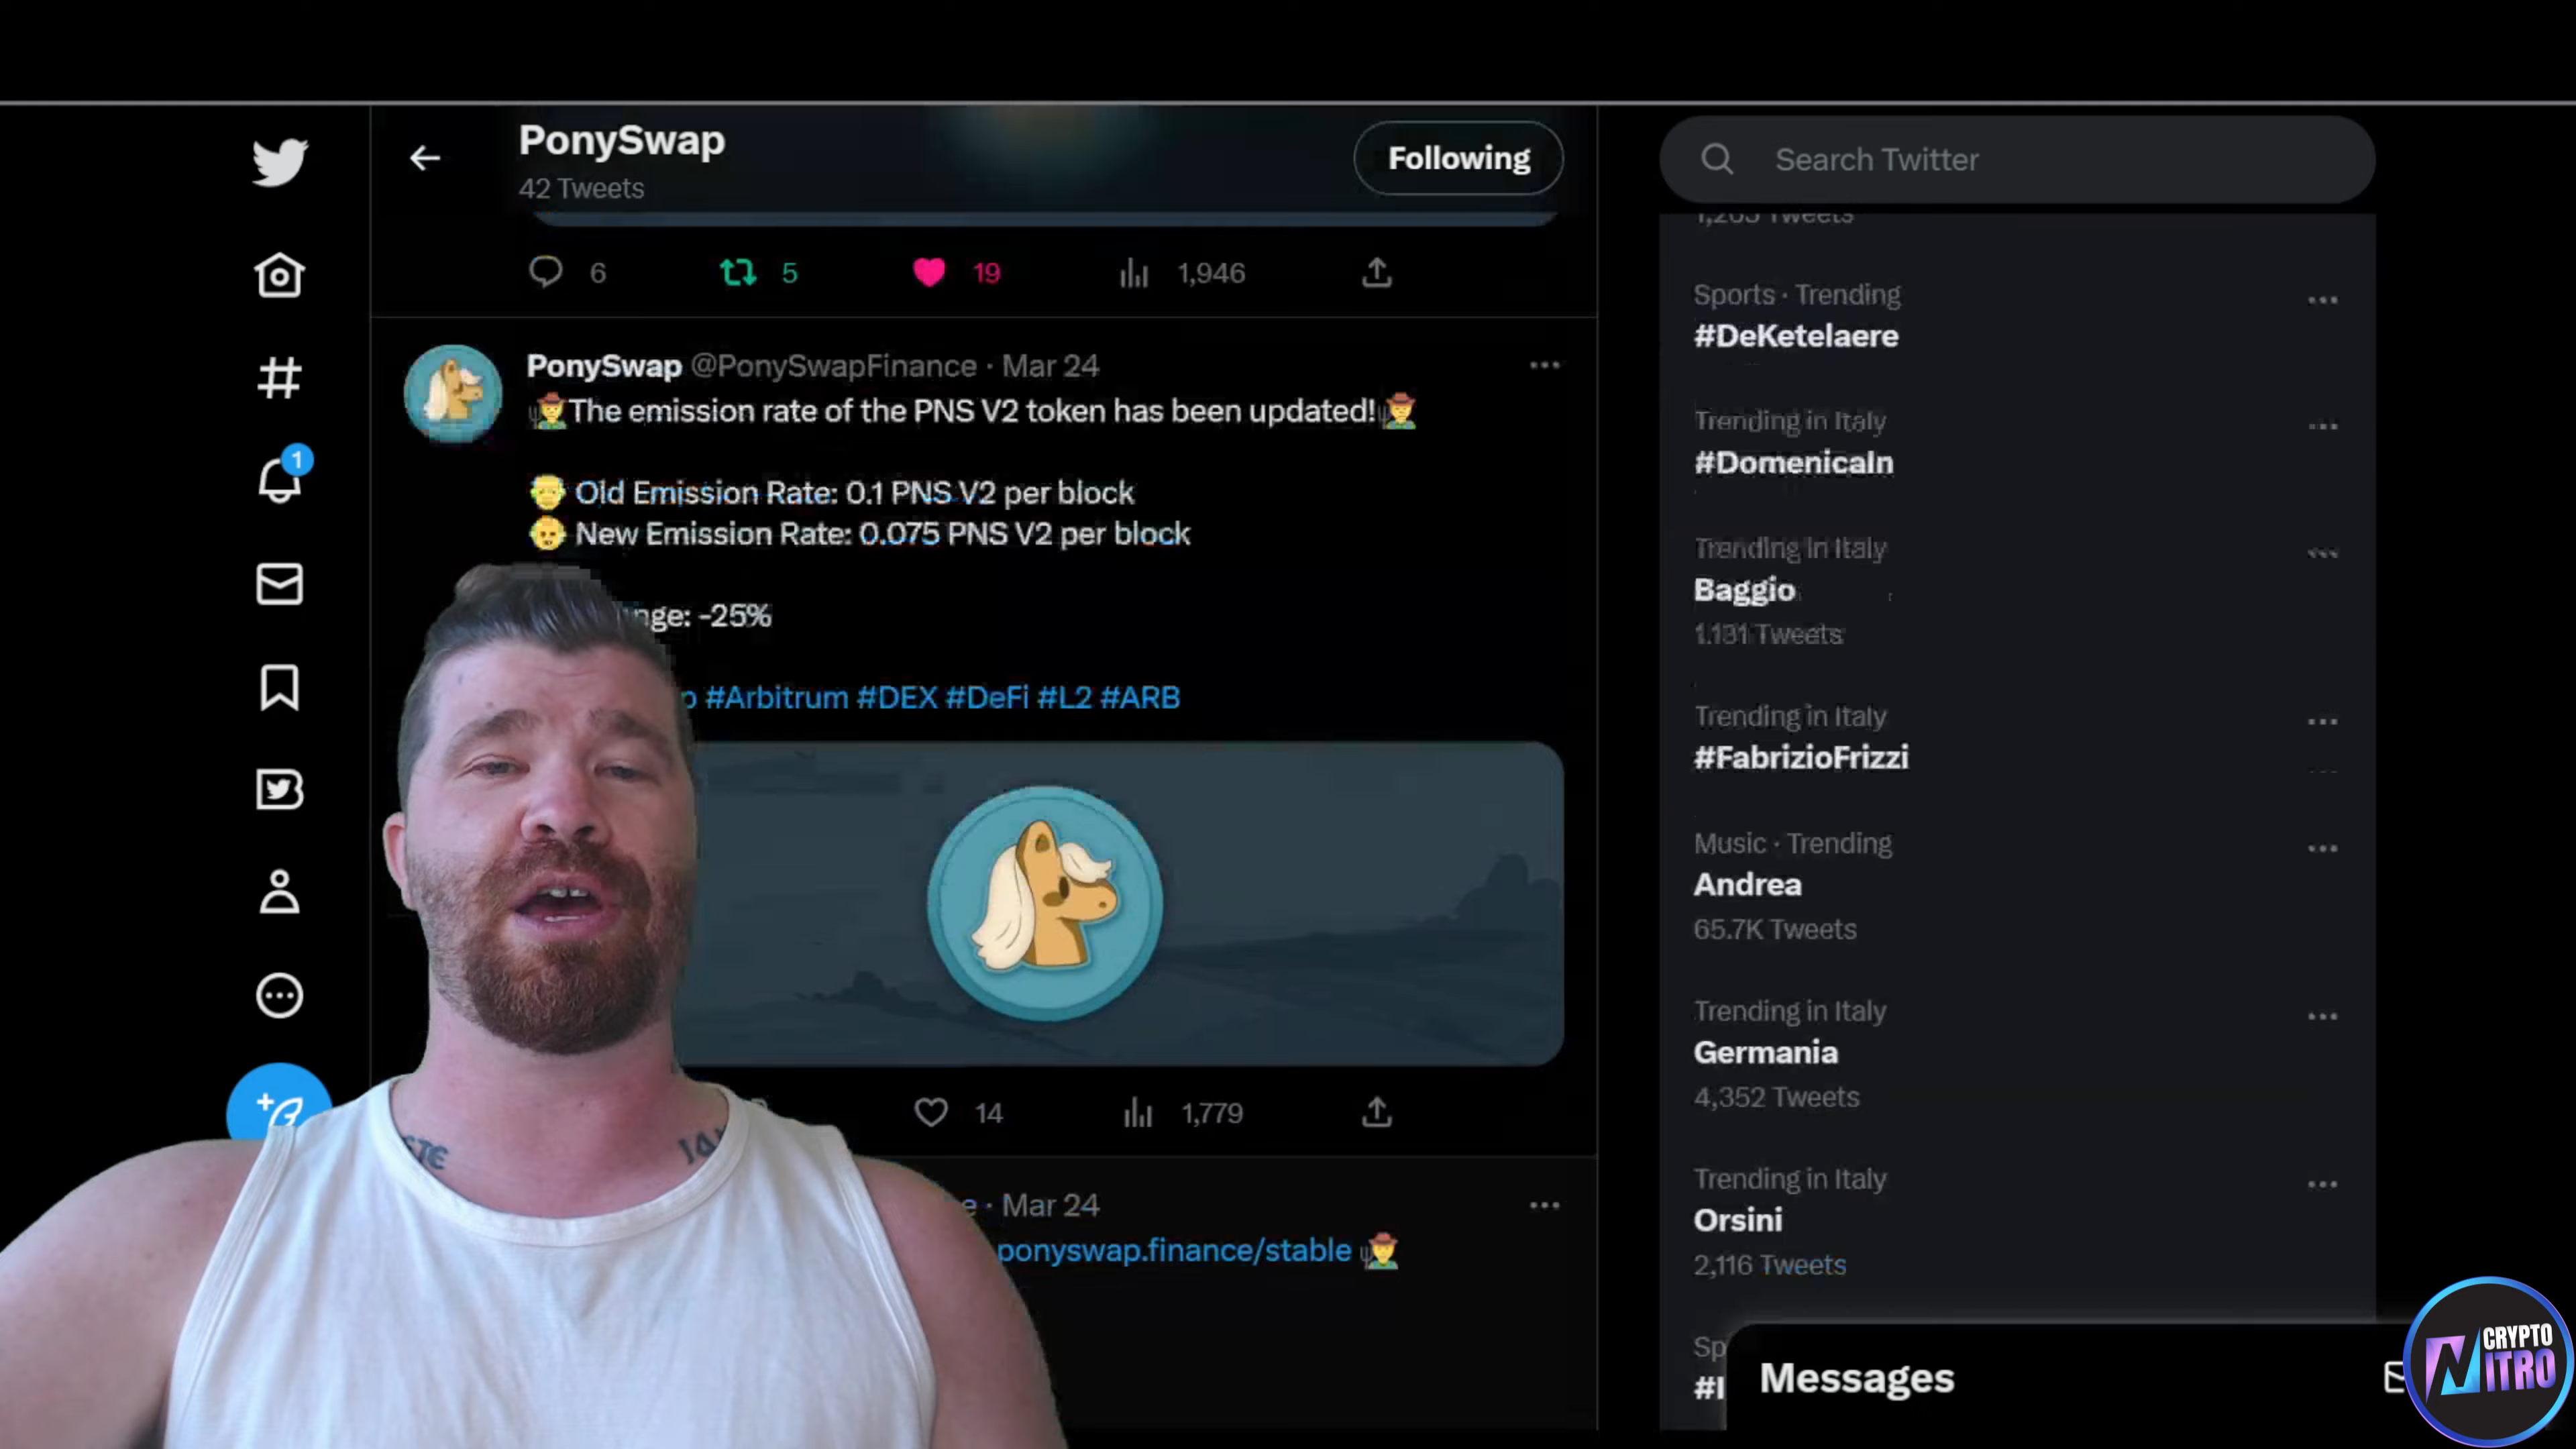 PonySwap
42 Tweets
Following
Search Twitter
6
5
19
1,946
PonySwap @PonySwapFinance · Mar 24
The emission rate of the PNS V2 token has been updated!
Old Emission Rate: 0.1 PNS V2 per block
New Emission Rate: 0.075 PNS V2 per block
nge: -25%
p #Arbitrum #DEX #DeFi #L2 #ARB
14
1,779
e · Mar 24
ponyswap.finance/stable
1
Tweets
Sports · Trending
#DeKetelaere
Trending in Italy
#DomenicaIn
Trending in Italy
Baggio
1.131 Tweets
Trending in Italy
#FabrizioFrizzi
Music · Trending
Andrea
65.7K Tweets
Trending in Italy
Germania
4,352 Tweets
Trending in Italy
Orsini
2,116 Tweets
Sp
#I
Messages
CRYPTO
NITRO